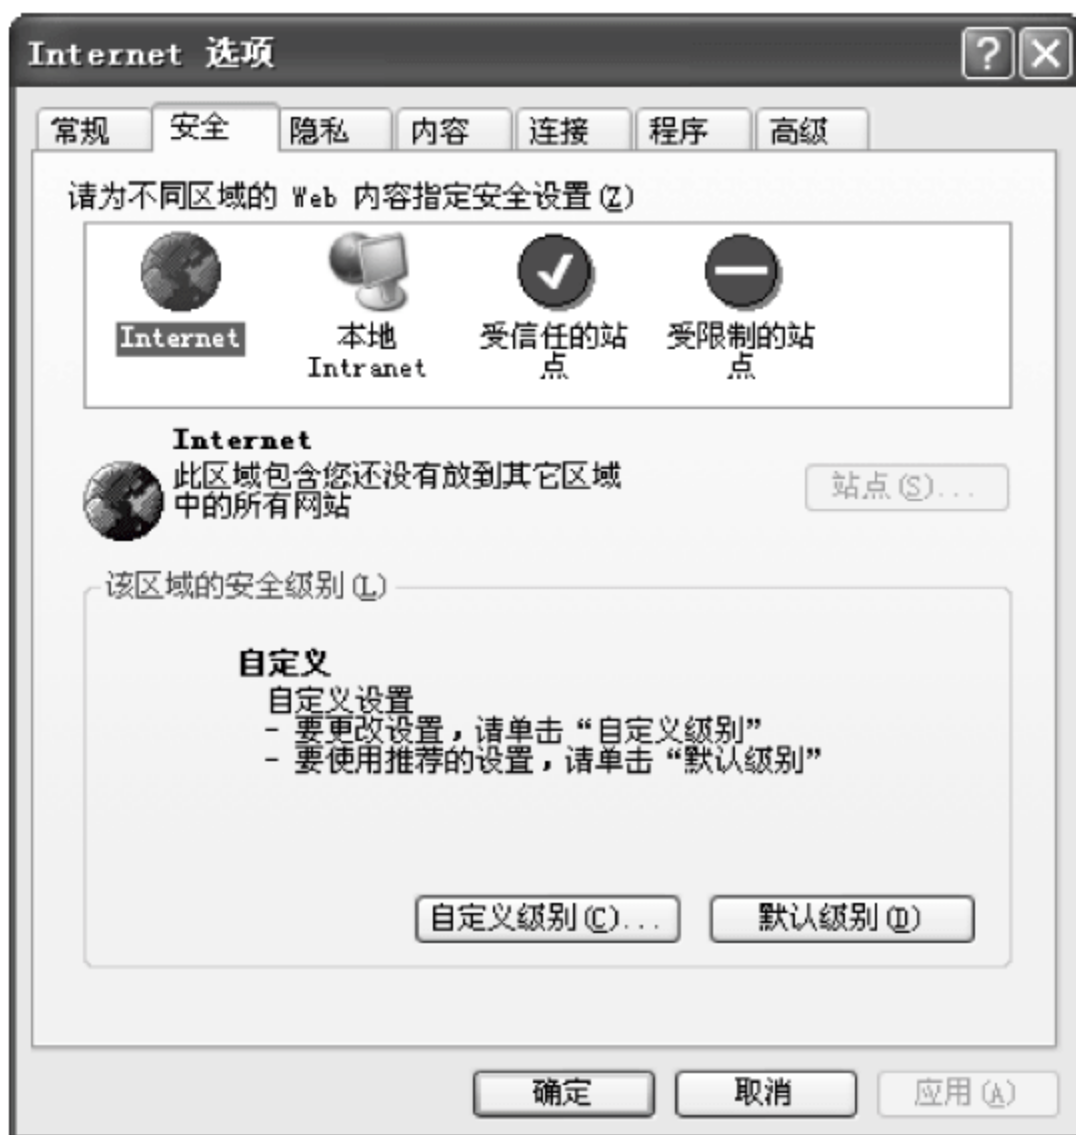 Internet 选项
常规 安全 隐私 内容 连接 程序 高级
请为不同区域的 Web 内容指定安全设置(Z)
Internet
本地
Intranet
受信任的站
点
受限制的站
点
Internet
此区域包含您还没有放到其它区域
中的所有网站
站点(S)...
该区域的安全级别(L)
自定义
自定义设置
- 要更改设置，请单击“自定义级别”
- 要使用推荐的设置，请单击“默认级别”
自定义级别(C)... 默认级别(D)
确定 取消 应用(A)